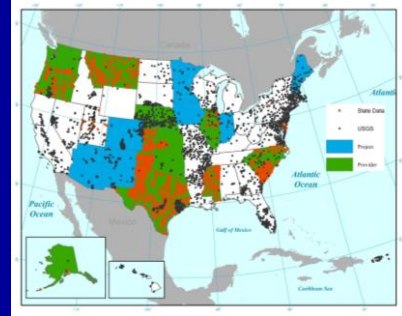 Canada
Atlantic
State Data
USGS
Project
Provider
Atlantic
Ocean
Pacific
Ocean
Mexico
Gulf of Mexico
Caribbean Sea